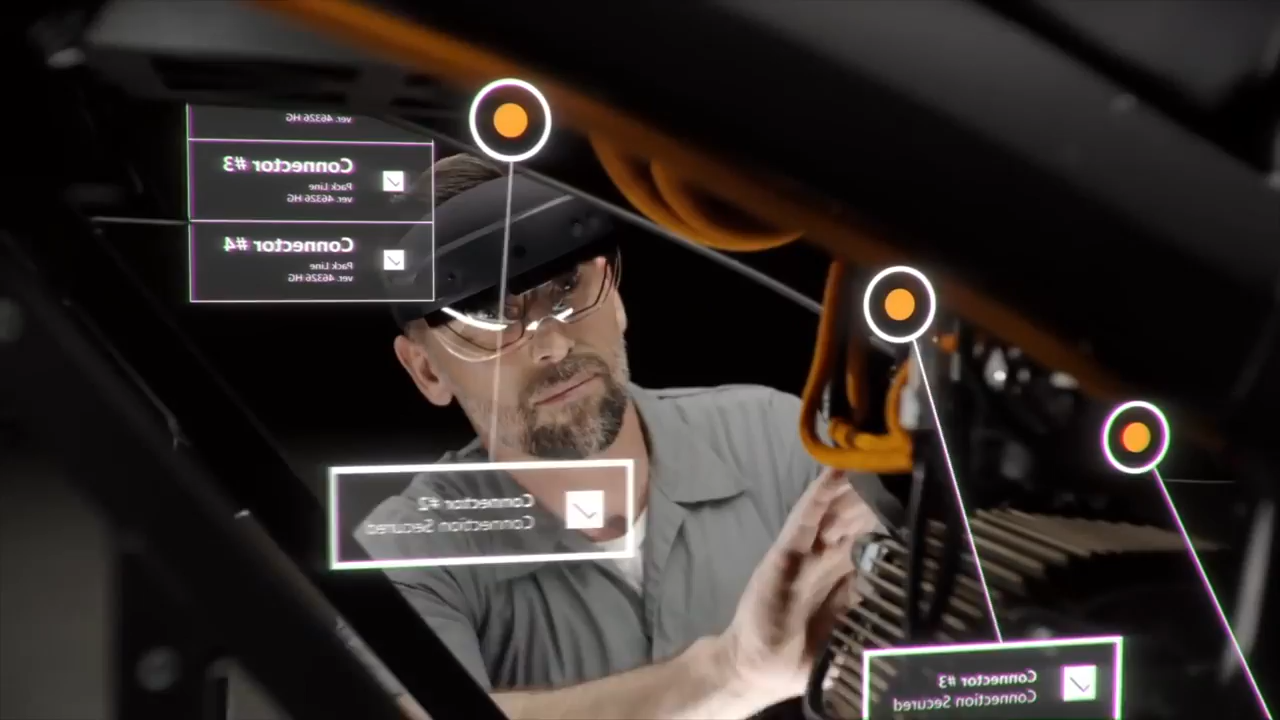 ver. 46326 HG
Connector #3
Pack Line
ver. 46326 HG
Connector #4
Pack Line
ver. 46326 HG
Connector #2
Connection Secured
Connector #3
Connection Secured